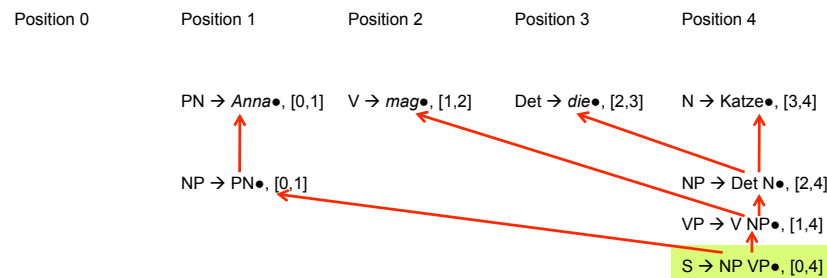 Position 0 Position 1 Position 2 Position 3 Position 4
PN → Anna●, [0,1] V → mag●, [1,2] Det → die●, [2,3] N → Katze●, [3,4]
NP → PN●, [0,1] NP → Det N●, [2,4]
VP → V NP●, [1,4]
S → NP VP●, [0,4]